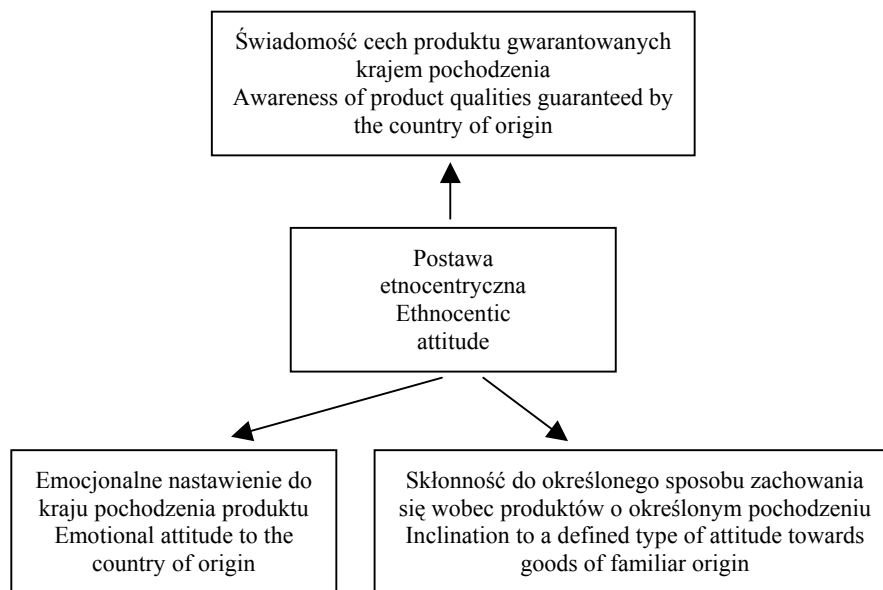 Świadomość cech produktu gwarantowanych
krajem pochodzenia
Awareness of product qualities guaranteed by
the country of origin
Postawa
etnocentryczna
Ethnocentic
attitude
Emocjonalne nastawienie do
kraju pochodzenia produktu
Emotional attitude to the
country of origin
Skłonność do określonego sposobu zachowania
się wobec produktów o określonym pochodzeniu
Inclination to a defined type of attitude towards
goods of familiar origin